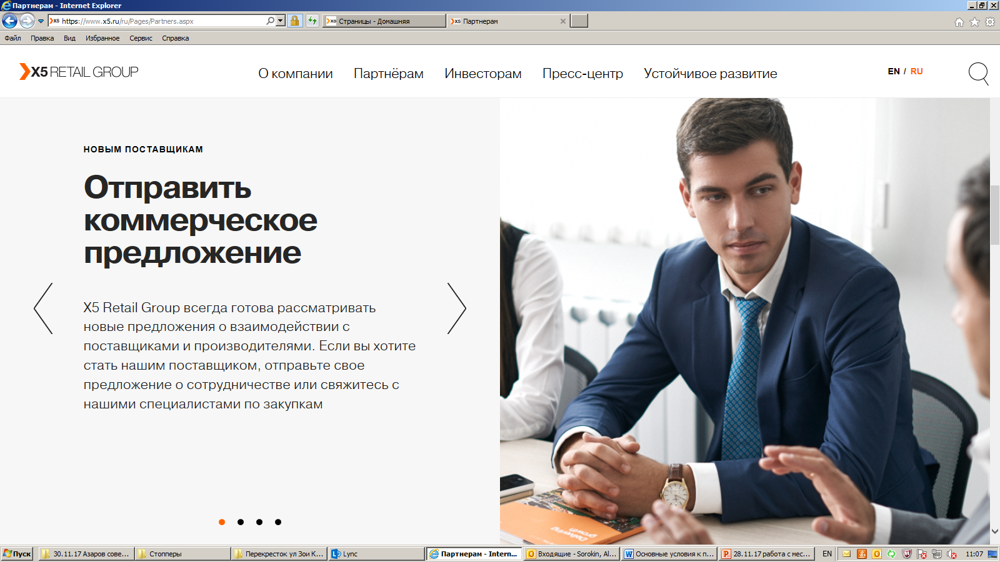 Партнерам - Internet Explorer
https://www.x5.ru/ru/Pages/Partners.aspx
Страницы - Домашняя
Партнерам
Файл Правка Вид Избранное Сервис Справка
X5 RETAIL GROUP
О компании Партнёрам Инвесторам Пресс-центр Устойчивое развитие
EN / RU
НОВЫМ ПОСТАВЩИКАМ
Отправить
коммерческое
предложение
X5 Retail Group всегда готова рассматривать
новые предложения о взаимодействии с
поставщиками и производителями. Если вы хотите
стать нашим поставщиком, отправьте свое
предложение о сотрудничестве или свяжитесь с
нашими специалистами по закупкам
Delivering
growth
Пуск
30.11.17 Азаров сове...
Стопперы
Перекресток ул Зои К...
Lync
Партнерам - Intern...
Входящие - Sorokin, Al...
Основные условия к п...
28.11.17 работа с мес...
EN
11:07